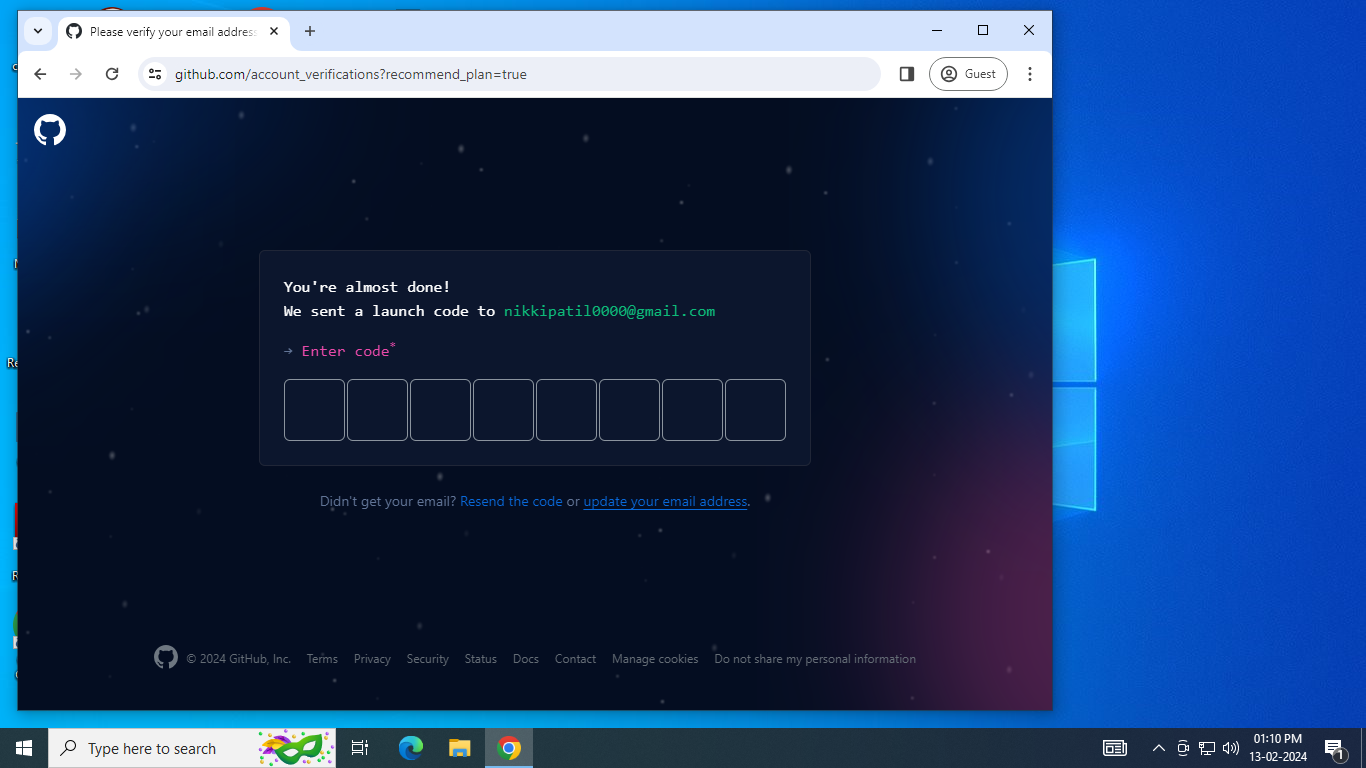 Please verify your email address
github.com/account_verifications?recommend_plan=true
Guest
You're almost done!
We sent a launch code to nikkipatil0000@gmail.com
→ Enter code*
Didn't get your email? Resend the code or update your email address.
© 2024 GitHub, Inc. Terms Privacy Security Status Docs Contact Manage cookies Do not share my personal information
Type here to search
01:10 PM
13-02-2024
1